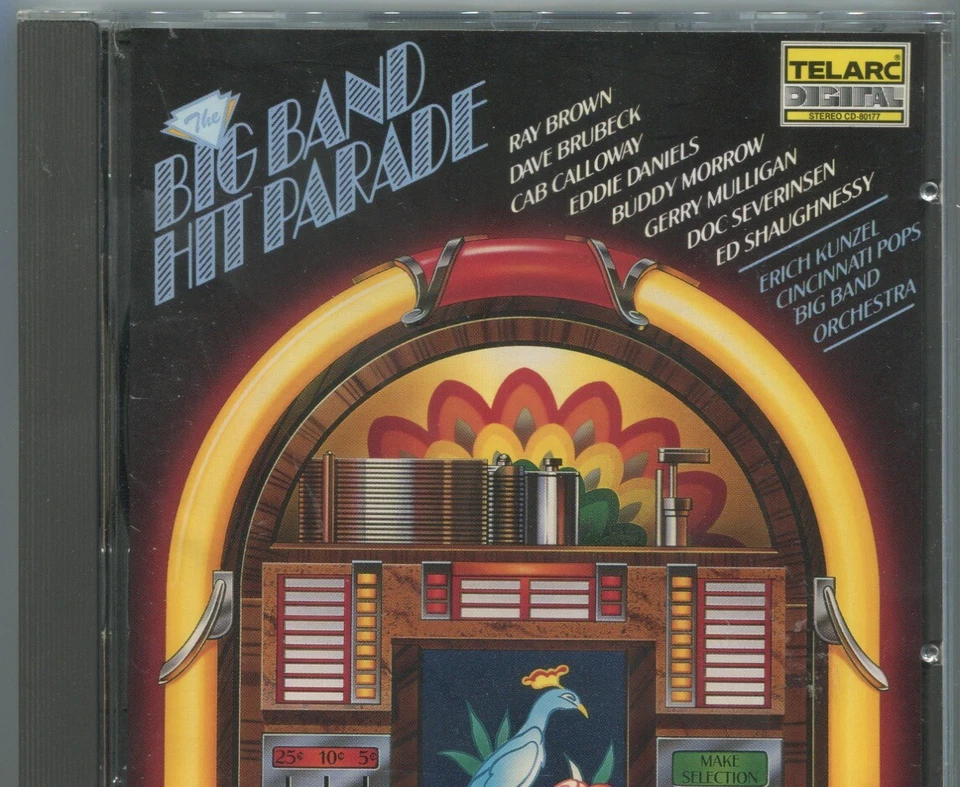 The
BIG BAND
HIT PARADE
RAY BROWN
DAVE BRUBECK
CAB CALLOWAY
EDDIE DANIELS
BUDDY MORROW
GERRY MULLIGAN
DOC SEVERINSEN
ED SHAUGHNESSY
ERICH KUNZEL
CINCINNATI POPS
BIG BAND
ORCHESTRA
TELARC®
DIGITAL
STEREO CD-80177
25¢ 10¢ 5¢
MAKE
SELECTION